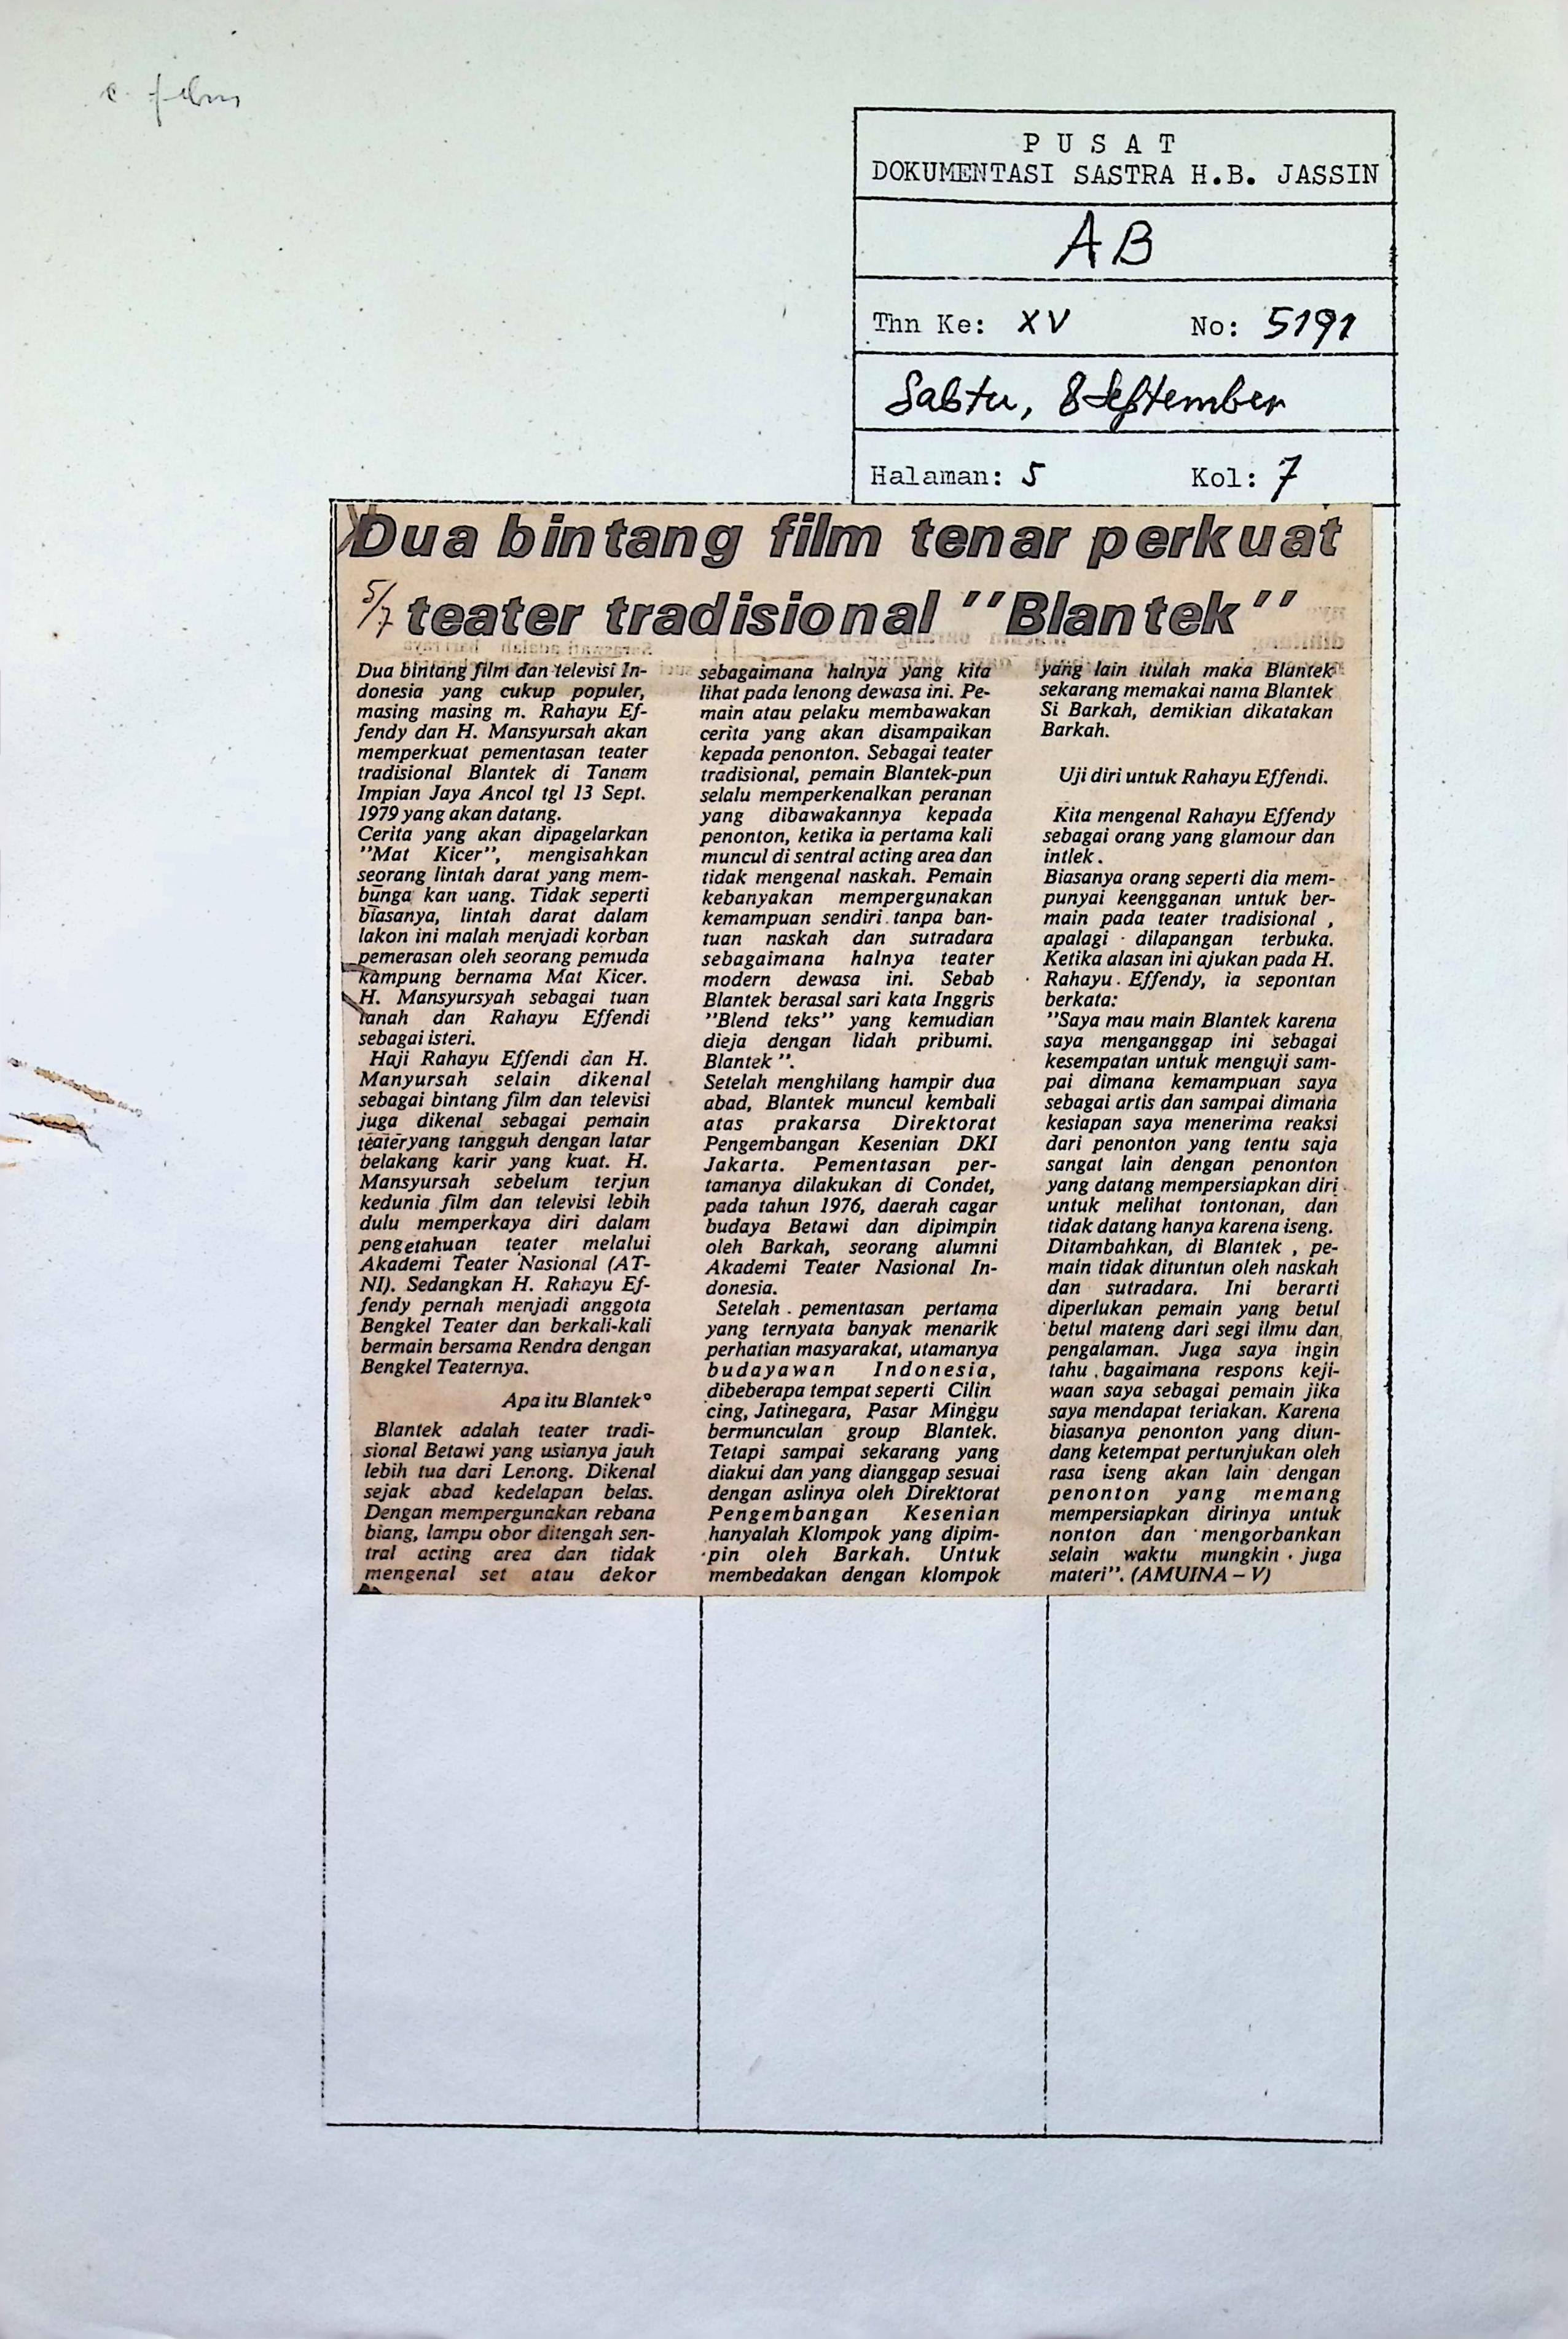 film
P U S A T
DOKUMENTASI SASTRA H.B. JASSIN
AB
Thn Ke: XV No: 5191
Sabtu, 8 September
Halaman: 5 Kol: 7
Dua bintang film tenar perkuat
5/7 teater tradisional "Blantek"
Dua bintang film dan televisi In-
donesia yang cukup populer,
masing masing m. Rahayu Ef-
fendy dan H. Mansyursah akan
memperkuat pementasan teater
tradisional Blantek di Tanam
Impian Jaya Ancol tgl 13 Sept.
1979 yang akan datang.
Cerita yang akan dipagelarkan
"Mat Kicer", mengisahkan
seorang lintah darat yang mem-
bunga kan uang. Tidak seperti
biasanya, lintah darat dalam
lakon ini malah menjadi korban
pemerasan oleh seorang pemuda
kampung bernama Mat Kicer.
H. Mansyursyah sebagai tuan
tanah dan Rahayu Effendi
sebagai isteri.
Haji Rahayu Effendi dan H.
Manyursah selain dikenal
sebagai bintang film dan televisi
juga dikenal sebagai pemain
teater yang tangguh dengan latar
belakang karir yang kuat. H.
Mansyursah sebelum terjun
kedunia film dan televisi lebih
dulu memperkaya diri dalam
pengetahuan teater melalui
Akademi Teater Nasional (AT-
NI). Sedangkan H. Rahayu Ef-
fendy pernah menjadi anggota
Bengkel Teater dan berkali-kali
bermain bersama Rendra dengan
Bengkel Teaternya.
Apa itu Blantek°
Blantek adalah teater tradi-
sional Betawi yang usianya jauh
lebih tua dari Lenong. Dikenal
sejak abad kedelapan belas.
Dengan mempergunakan rebana
biang, lampu obor ditengah sen-
tral acting area dan tidak
mengenal set atau dekor
sebagaimana halnya yang kita
lihat pada lenong dewasa ini. Pe-
main atau pelaku membawakan
cerita yang akan disampaikan
kepada penonton. Sebagai teater
tradisional, pemain Blantek-pun
selalu memperkenalkan peranan
yang dibawakannya kepada
penonton, ketika ia pertama kali
muncul di sentral acting area dan
tidak mengenal naskah. Pemain
kebanyakan mempergunakan
kemampuan sendiri tanpa ban-
tuan naskah dan sutradara
sebagaimana halnya teater
modern dewasa ini. Sebab
Blantek berasal sari kata Inggris
"Blend teks" yang kemudian
dieja dengan lidah pribumi.
Blantek ".
Setelah menghilang hampir dua
abad, Blantek muncul kembali
atas prakarsa Direktorat
Pengembangan Kesenian DKI
Jakarta. Pementasan per-
tamanya dilakukan di Condet,
pada tahun 1976, daerah cagar
budaya Betawi dan dipimpin
oleh Barkah, seorang alumni
Akademi Teater Nasional In-
donesia.
Setelah pementasan pertama
yang ternyata banyak menarik
perhatian masyarakat, utamanya
budayawan Indonesia,
dibeberapa tempat seperti Cilin
cing, Jatinegara, Pasar Minggu
bermunculan group Blantek.
Tetapi sampai sekarang yang
diakui dan yang dianggap sesuai
dengan aslinya oleh Direktorat
Pengembangan Kesenian
hanyalah Klompok yang dipim-
pin oleh Barkah. Untuk
membedakan dengan klompok
yang lain itulah maka Blantek
sekarang memakai nama Blantek
Si Barkah, demikian dikatakan
Barkah.
Uji diri untuk Rahayu Effendi.
Kita mengenal Rahayu Effendy
sebagai orang yang glamour dan
intlek.
Biasanya orang seperti dia mem-
punyai keengganan untuk ber-
main pada teater tradisional ,
apalagi dilapangan terbuka.
Ketika alasan ini ajukan pada H.
Rahayu Effendy, ia sepontan
berkata:
"Saya mau main Blantek karena
saya menganggap ini sebagai
kesempatan untuk menguji sam-
pai dimana kemampuan saya
sebagai artis dan sampai dimana
kesiapan saya menerima reaksi
dari penonton yang tentu saja
sangat lain dengan penonton
yang datang mempersiapkan diri
untuk melihat tontonan, dan
tidak datang hanya karena iseng.
Ditambahkan, di Blantek , pe-
main tidak dituntun oleh naskah
dan sutradara. Ini berarti
diperlukan pemain yang betul
betul mateng dari segi ilmu dan
pengalaman. Juga saya ingin
tahu bagaimana respons keji-
waan saya sebagai pemain jika
saya mendapat teriakan. Karena
biasanya penonton yang diun-
dang ketempat pertunjukan oleh
rasa iseng akan lain dengan
penonton yang memang
mempersiapkan dirinya untuk
nonton dan mengorbankan
selain waktu mungkin juga
materi". (AMUINA – V)